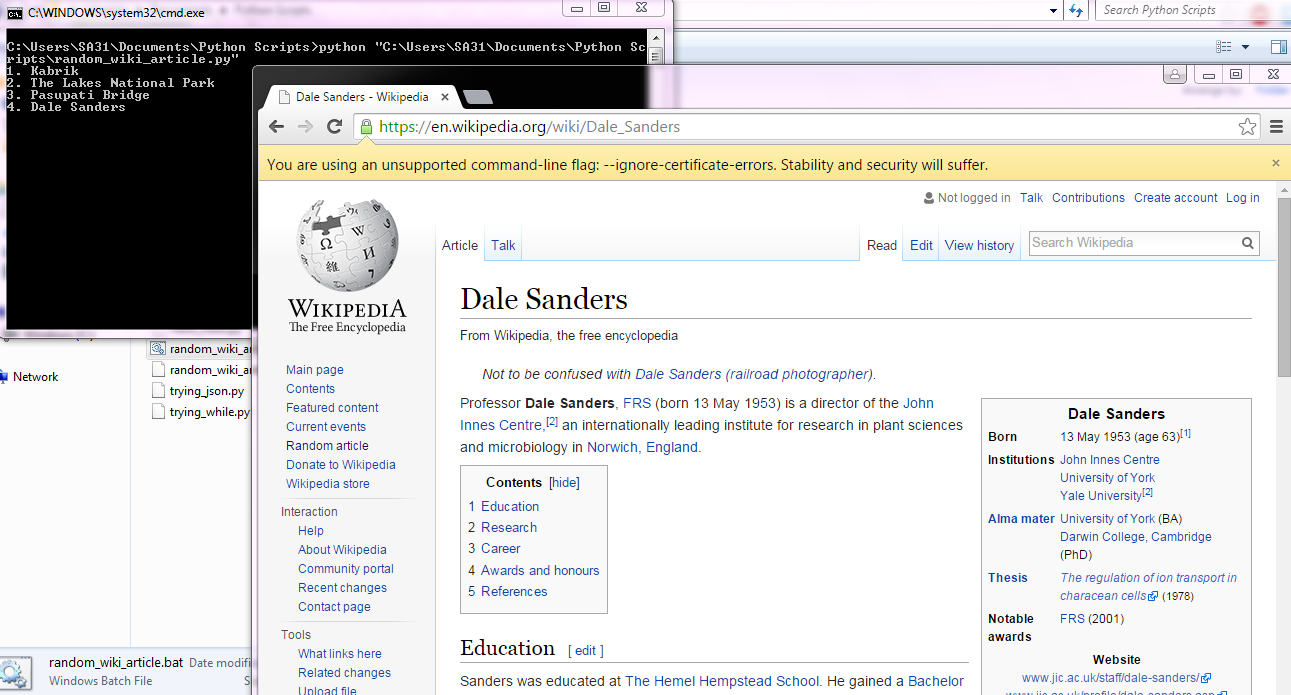 C:\WINDOWS\system32\cmd.exe
Search Python Scripts
C:\Users\SA31\Documents\Python Scripts>python "C:\Users\SA31\Documents\Python Sc
ripts\random_wiki_article.py"
1. Kabrik
2. The Lakes National Park
3. Pasupati Bridge
4. Dale Sanders
Dale Sanders - Wikipedia
https://en.wikipedia.org/wiki/Dale_Sanders
You are using an unsupported command-line flag: --ignore-certificate-errors. Stability and security will suffer.
Not logged in Talk Contributions Create account Log in
Article Talk Read Edit View history Search Wikipedia
WIKIPEDIA
The Free Encyclopedia
Main page
Contents
Featured content
Current events
Random article
Donate to Wikipedia
Wikipedia store
Interaction
Help
About Wikipedia
Community portal
Recent changes
Contact page
Tools
What links here
Related changes
Upload file
Dale Sanders
From Wikipedia, the free encyclopedia
Not to be confused with Dale Sanders (railroad photographer).
Professor Dale Sanders, FRS (born 13 May 1953) is a director of the John
Innes Centre,[2] an internationally leading institute for research in plant sciences
and microbiology in Norwich, England.
Contents [hide]
1 Education
2 Research
3 Career
4 Awards and honours
5 References
Education [ edit ]
Sanders was educated at The Hemel Hempstead School. He gained a Bachelor
Dale Sanders
Born 13 May 1953 (age 63)[1]
Institutions John Innes Centre
University of York
Yale University[2]
Alma mater University of York (BA)
Darwin College, Cambridge
(PhD)
Thesis The regulation of ion transport in
characean cells (1978)
Notable FRS (2001)
awards
Website
www.jic.ac.uk/staff/dale-sanders/
Network
random_wiki_a
random_wiki_a
trying_json.py
trying_while.py
random_wiki_article.bat Date modifi
Windows Batch File S